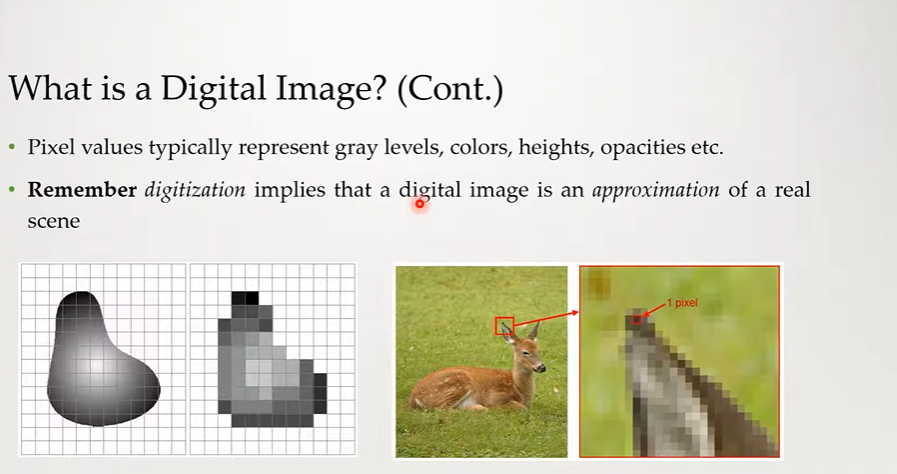 What is a Digital Image? (Cont.)
• Pixel values typically represent gray levels, colors, heights, opacities etc.
• Remember digitization implies that a digital image is an approximation of a real
scene
1 pixel